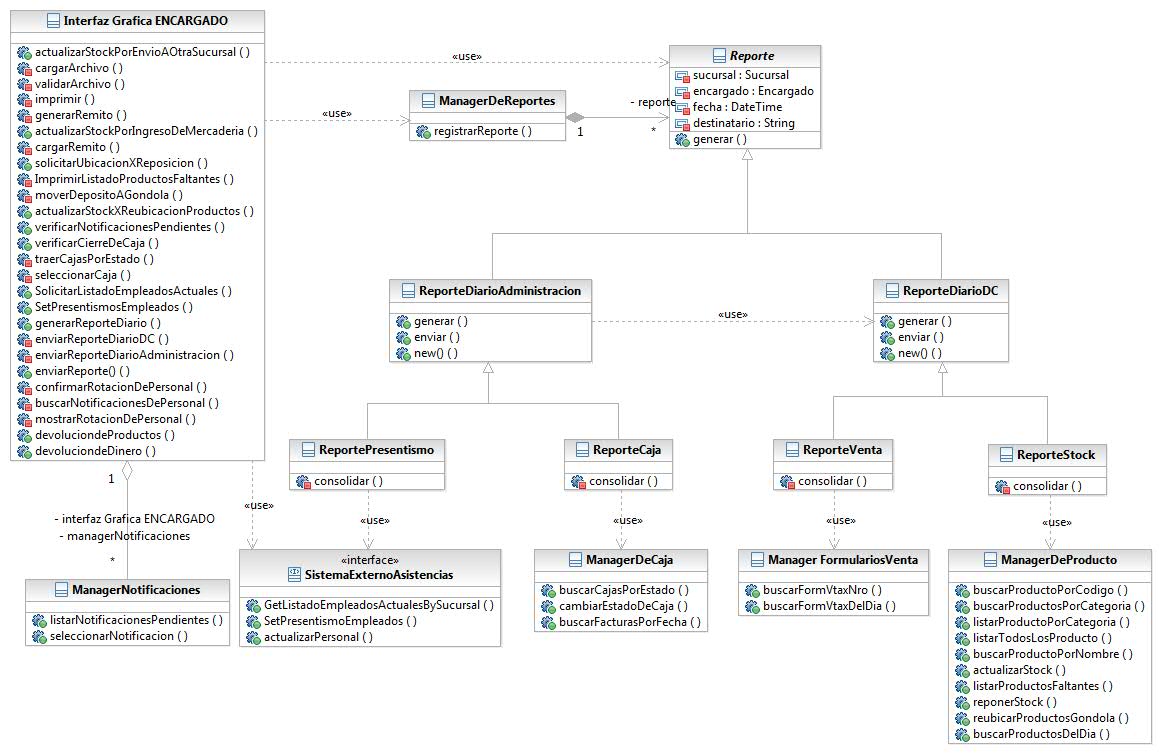 Interfaz Grafica ENCARGADO
actualizarStockPorEnvioAOtraSucursal ( )
cargarArchivo ( )
validarArchivo ( )
imprimir ( )
generarRemito ( )
actualizarStockPorIngresoDeMercaderia ( )
cargarRemito ( )
solicitarUbicacionXReposicion ( )
ImprimirListadoProductosFaltantes ( )
moverDepositoAGondola ( )
actualizarStockXReubicacionProductos ( )
verificarNotificacionesPendientes ( )
verificarCierreDeCaja ( )
traerCajasPorEstado ( )
seleccionarCaja ( )
SolicitarListadoEmpleadosActuales ( )
SetPresentismosEmpleados ( )
generarReporteDiario ( )
enviarReporteDiarioDC ( )
enviarReporteDiarioAdministracion ( )
enviarReporte() ( )
confirmarRotacionDePersonal ( )
buscarNotificacionesDePersonal ( )
mostrarRotacionDePersonal ( )
devoluciondeProductos ( )
devoluciondeDinero ( )
«use»
«use»
ManagerDeReportes
registrarReporte ( )
1
- reporte
*
Reporte
sucursal : Sucursal
encargado : Encargado
fecha : DateTime
destinatario : String
generar ( )
ReporteDiarioAdministracion
generar ( )
enviar ( )
new() ( )
«use»
ReporteDiarioDC
generar ( )
enviar ( )
new() ( )
ReportePresentismo
consolidar ( )
ReporteCaja
consolidar ( )
ReporteVenta
consolidar ( )
ReporteStock
consolidar ( )
1
- interfaz Grafica ENCARGADO
- managerNotificaciones
*
«use»
«use»
«use»
«use»
«use»
ManagerNotificaciones
listarNotificacionesPendientes ( )
seleccionarNotificacion ( )
«interface»
SistemaExternoAsistencias
GetListadoEmpleadosActualesBySucursal ( )
SetPresentismoEmpleados ( )
actualizarPersonal ( )
ManagerDeCaja
buscarCajasPorEstado ( )
cambiarEstadoDeCaja ( )
buscarFacturasPorFecha ( )
Manager FormulariosVenta
buscarFormVtaxNro ( )
buscarFormVtaxDelDia ( )
ManagerDeProducto
buscarProductoPorCodigo ( )
buscarProductosPorCategoria ( )
listarProductoPorCategoria ( )
listarTodosLosProducto ( )
buscarProductoPorNombre ( )
actualizarStock ( )
listarProductosFaltantes ( )
reponerStock ( )
reubicarProductosGondola ( )
buscarProductosDelDia ( )